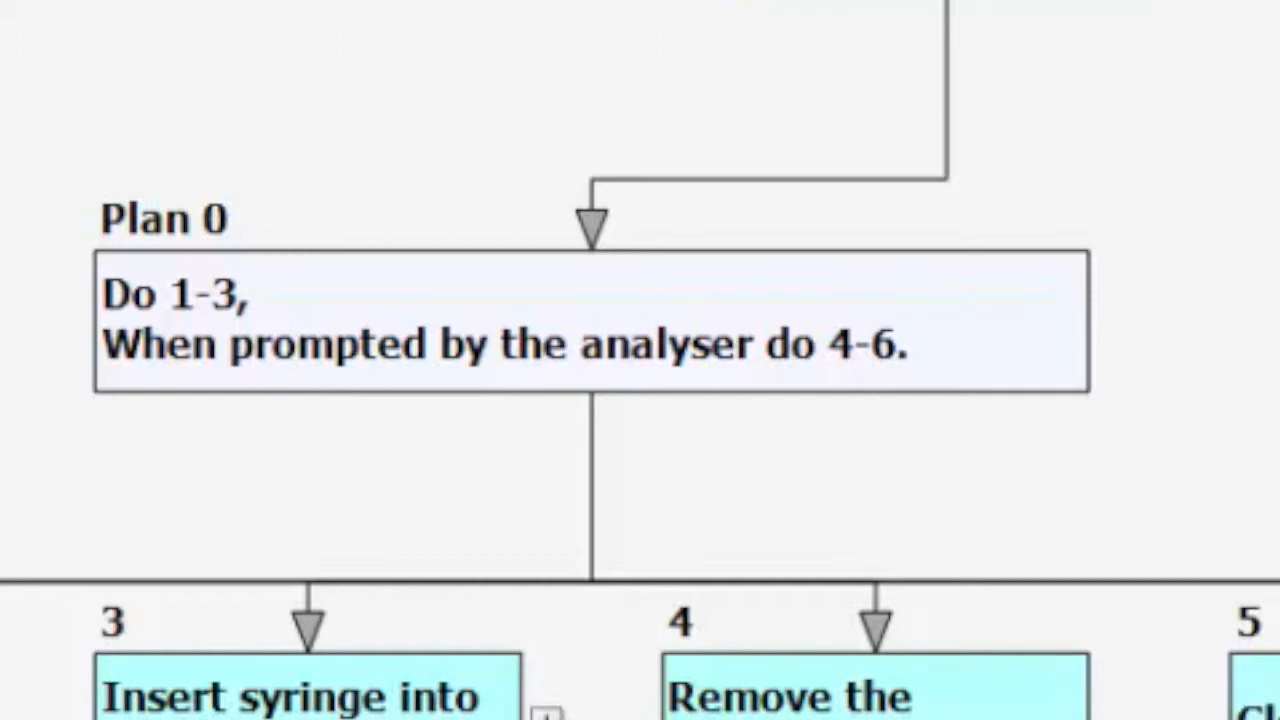 Plan 0
Do 1-3,
When prompted by the analyser do 4-6.
3
4
5
Insert syringe into
Remove the